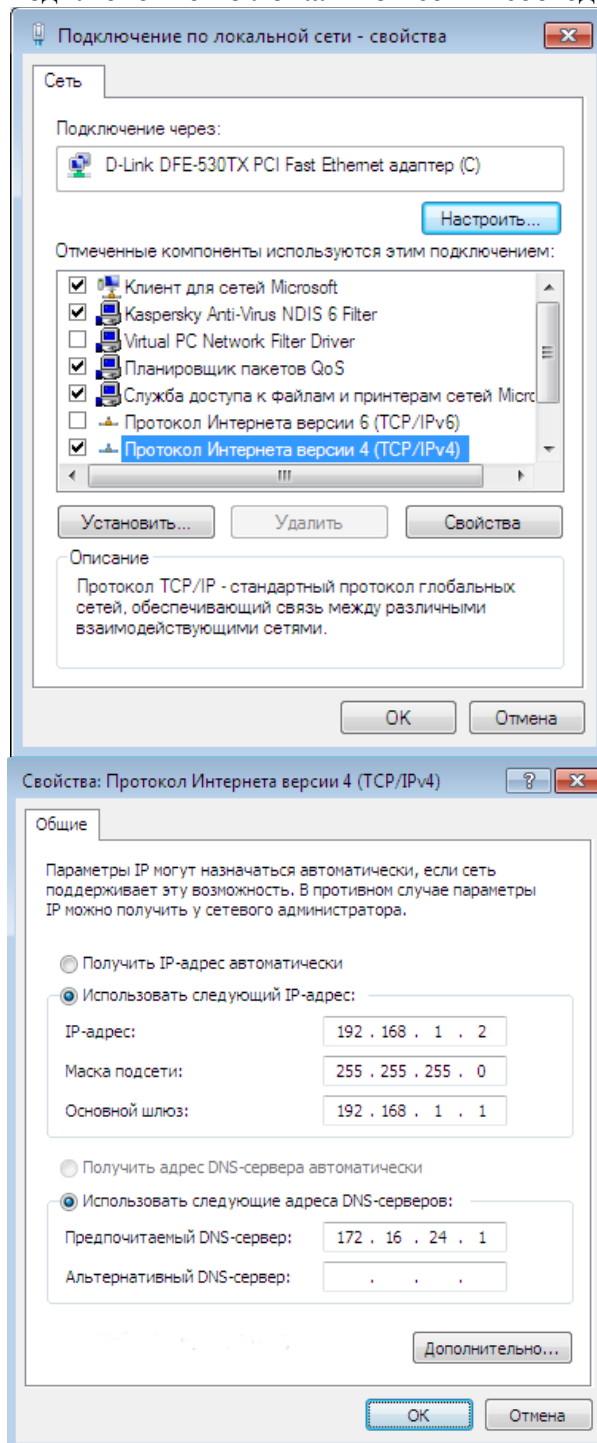 Подключение по локальной сети - свойства
Сеть
Подключение через:
D-Link DFE-530TX PCI Fast Ethernet адаптер (C)
Настроить...
Отмеченные компоненты используются этим подключением:
Клиент для сетей Microsoft
Kaspersky Anti-Virus NDIS 6 Filter
Virtual PC Network Filter Driver
Планировщик пакетов QoS
Служба доступа к файлам и принтерам сетей Micro
Протокол Интернета версии 6 (TCP/IPv6)
Протокол Интернета версии 4 (TCP/IPv4)
Установить...
Удалить
Свойства
Описание
Протокол TCP/IP - стандартный протокол глобальных
сетей, обеспечивающий связь между различными
взаимодействующими сетями.
ОК
Отмена
Свойства: Протокол Интернета версии 4 (TCP/IPv4)
Общие
Параметры IP могут назначаться автоматически, если сеть
поддерживает эту возможность. В противном случае параметры
IP можно получить у сетевого администратора.
Получить IP-адрес автоматически
Использовать следующий IP-адрес:
IP-адрес: 192 . 168 . 1 . 2
Маска подсети: 255 . 255 . 255 . 0
Основной шлюз: 192 . 168 . 1 . 1
Получить адрес DNS-сервера автоматически
Использовать следующие адреса DNS-серверов:
Предпочитаемый DNS-сервер: 172 . 16 . 24 . 1
Альтернативный DNS-сервер: . . .
Дополнительно...
ОК
Отмена